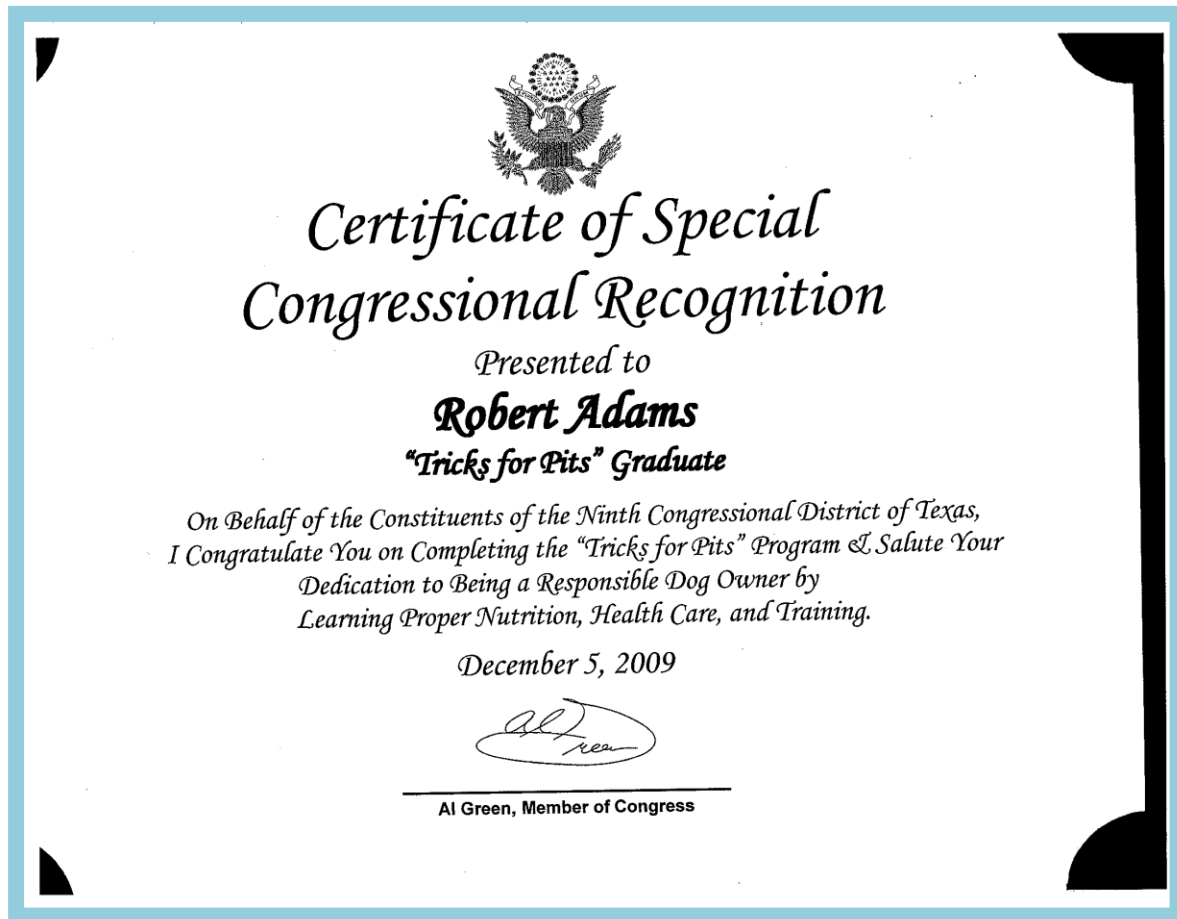 Certificate of Special
Congressional Recognition
Presented to
Robert Adams
“Tricks for Pits” Graduate
On Behalf of the Constituents of the Ninth Congressional District of Texas,
I Congratulate You on Completing the “Tricks for Pits” Program & Salute Your
Dedication to Being a Responsible Dog Owner by
Learning Proper Nutrition, Health Care, and Training.
December 5, 2009
Al Green
Al Green, Member of Congress